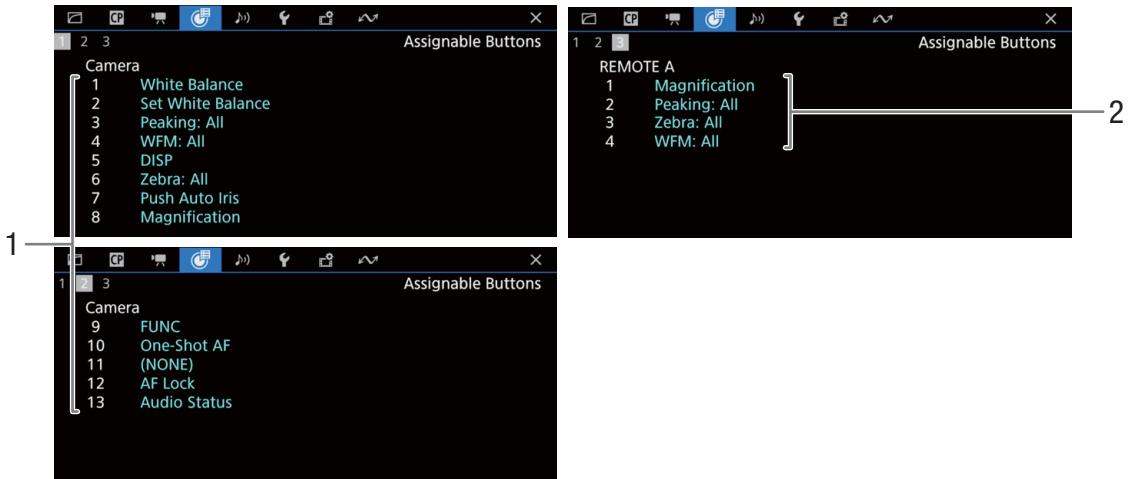 CP
1 2 3 Assignable Buttons
Camera
1 White Balance
2 Set White Balance
3 Peaking: All
4 WFM: All
5 DISP
6 Zebra: All
7 Push Auto Iris
8 Magnification
1
CP
1 2 3 Assignable Buttons
Camera
9 FUNC
10 One-Shot AF
11 (NONE)
12 AF Lock
13 Audio Status
CP
1 2 3 Assignable Buttons
REMOTE A
1 Magnification
2 Peaking: All
3 Zebra: All
4 WFM: All
2